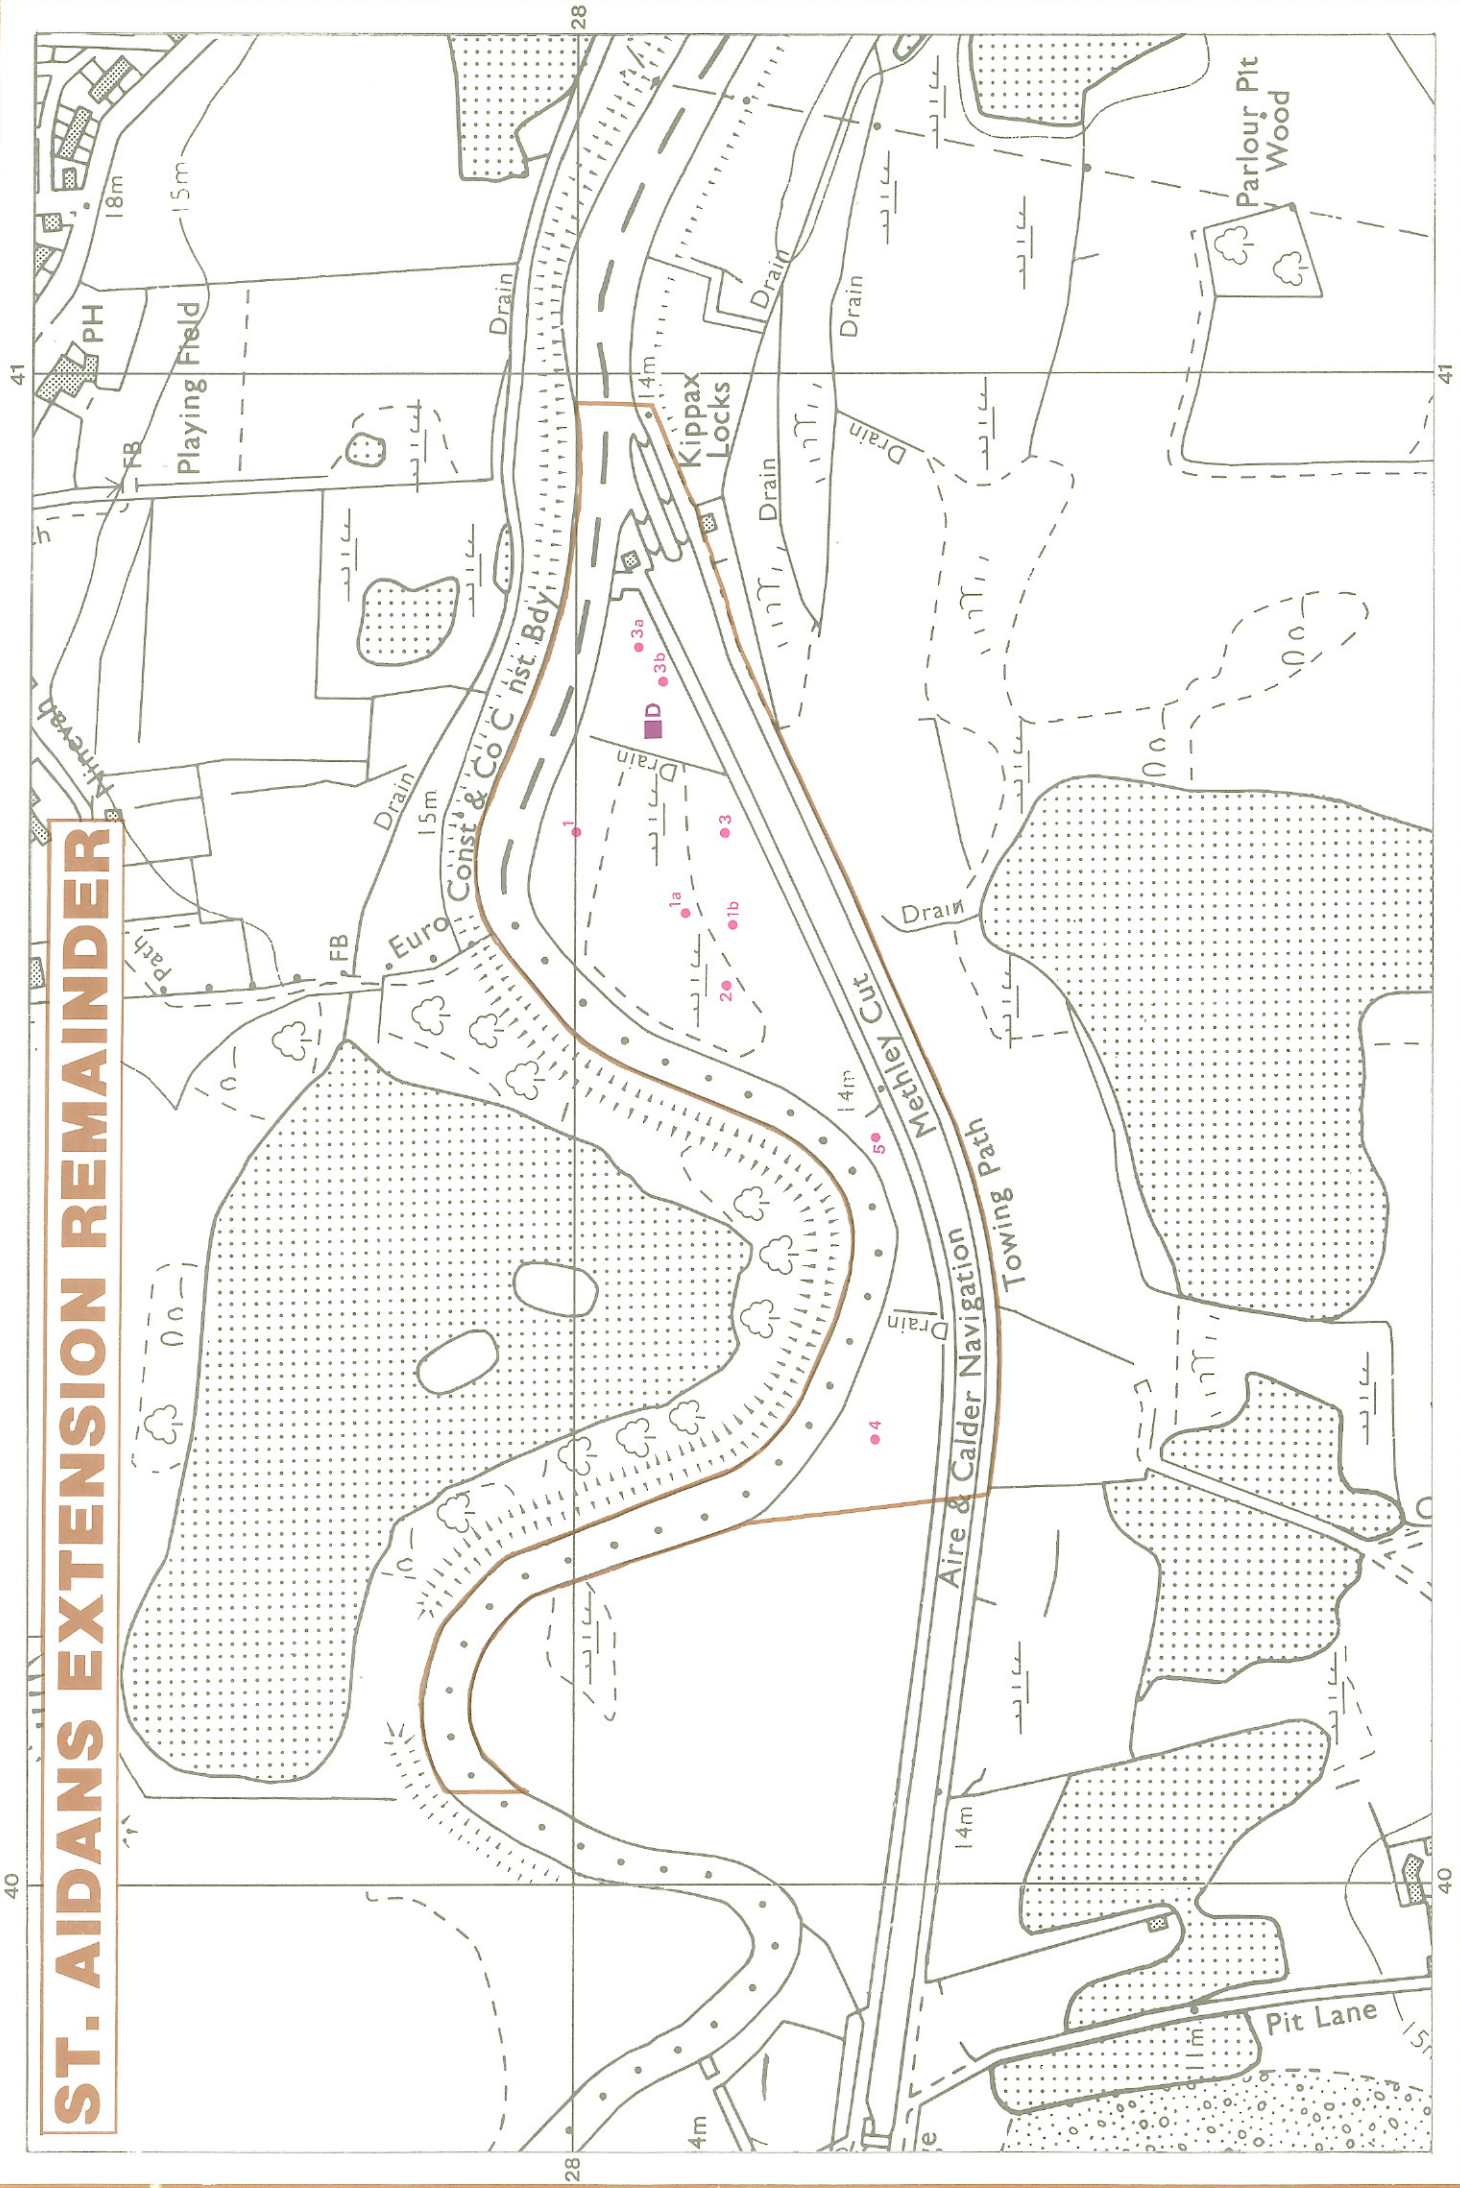 ST. AIDANS EXTENSION REMAINDER
40
41
28
28
40
41
Ninevah
Path
FB
FB
PH
Playing Field
18m
15m
Drain
15m
Drain
Euro Const & Co Const Bdy
Drain
1
1a
1b
2
3
3a
3b
D
4
5
14m
14m
Kippax
Locks
Drain
Drain
Drain
Drain
Drain
Drain
Methley Cut
Aire & Calder Navigation
Towing Path
Parlour Pit
Wood
14m
4m
11m
Pit Lane
15m